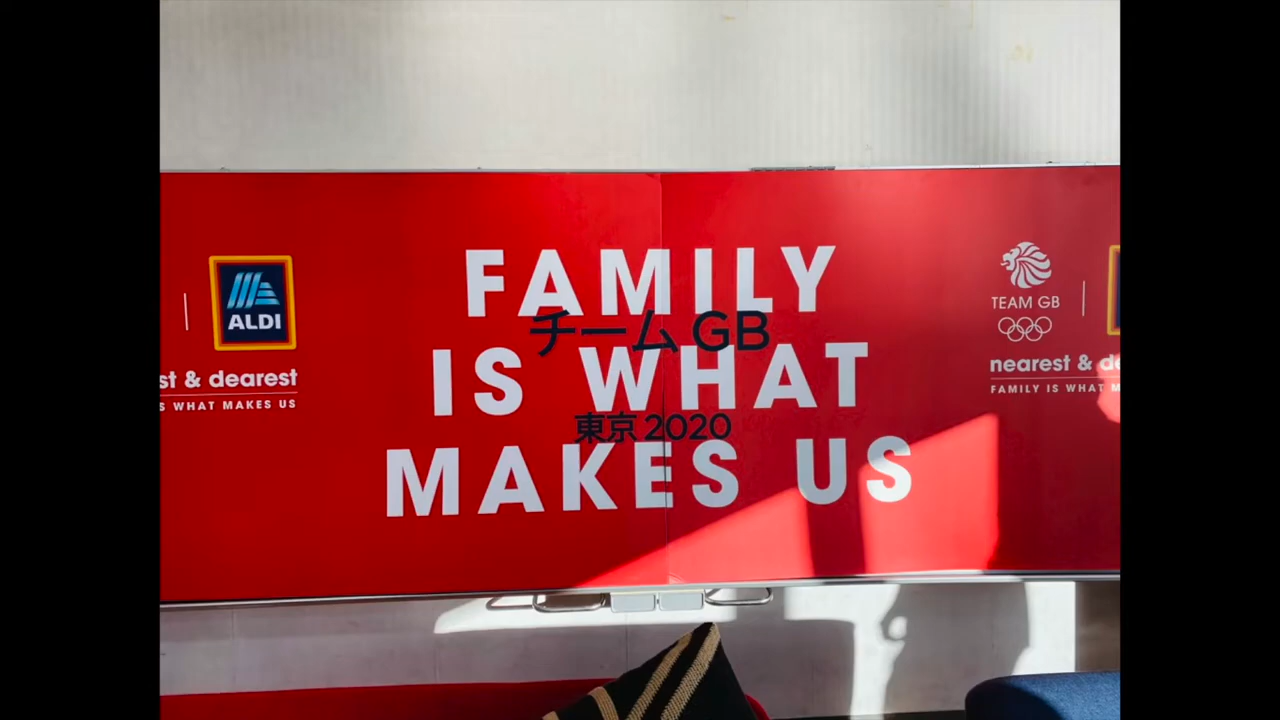 FAMILY
チーム GB
IS WHAT
東京 2020
MAKES US
ALDI
st & dearest
S WHAT MAKES US
TEAM GB
nearest & de
FAMILY IS WHAT M